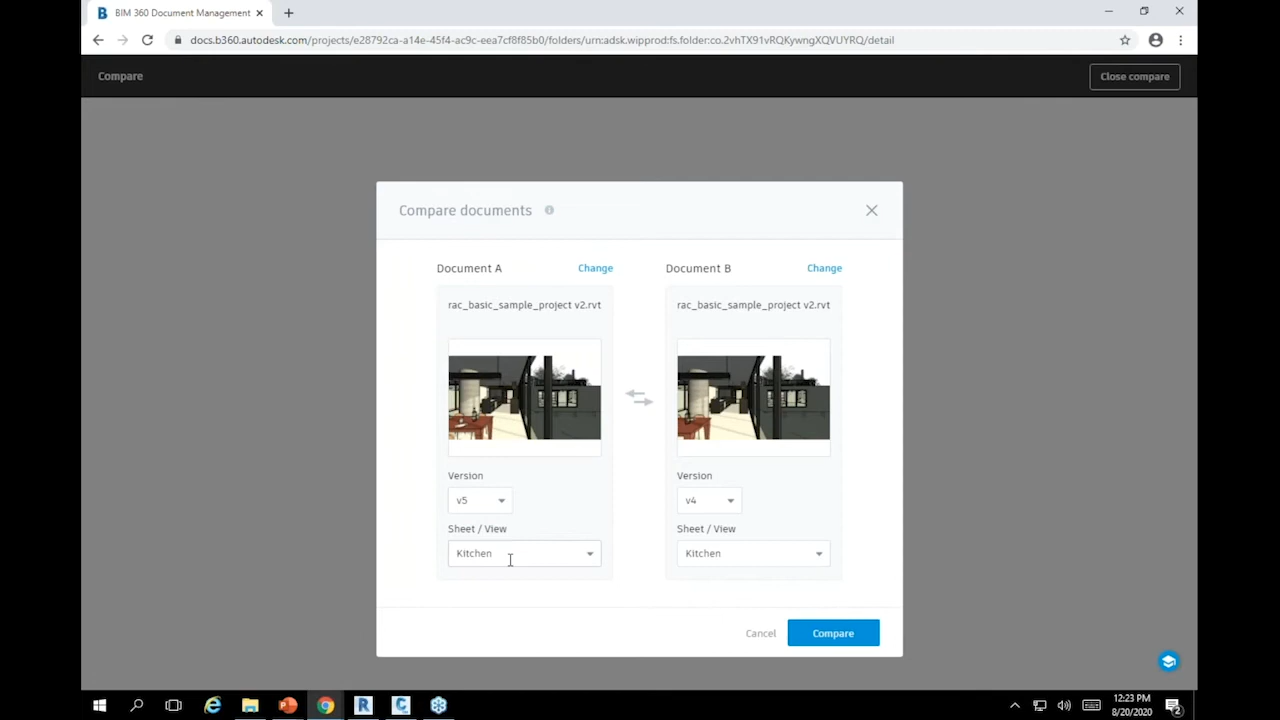 BIM 360 Document Management
docs.b360.autodesk.com/projects/e28792ca-a14e-45f4-ac9c-eea7cf8f85b0/folders/urn:adsk.wipprod:fs.folder:co.2vhTX91vRQKywngXQVUYRQ/detail
Compare
Close compare
Compare documents
Document A
Change
Document B
Change
rac_basic_sample_project v2.rvt
rac_basic_sample_project v2.rvt
Version
Version
v5
v4
Sheet / View
Sheet / View
Kitchen
Kitchen
Cancel
Compare
12:23 PM
8/20/2020
2